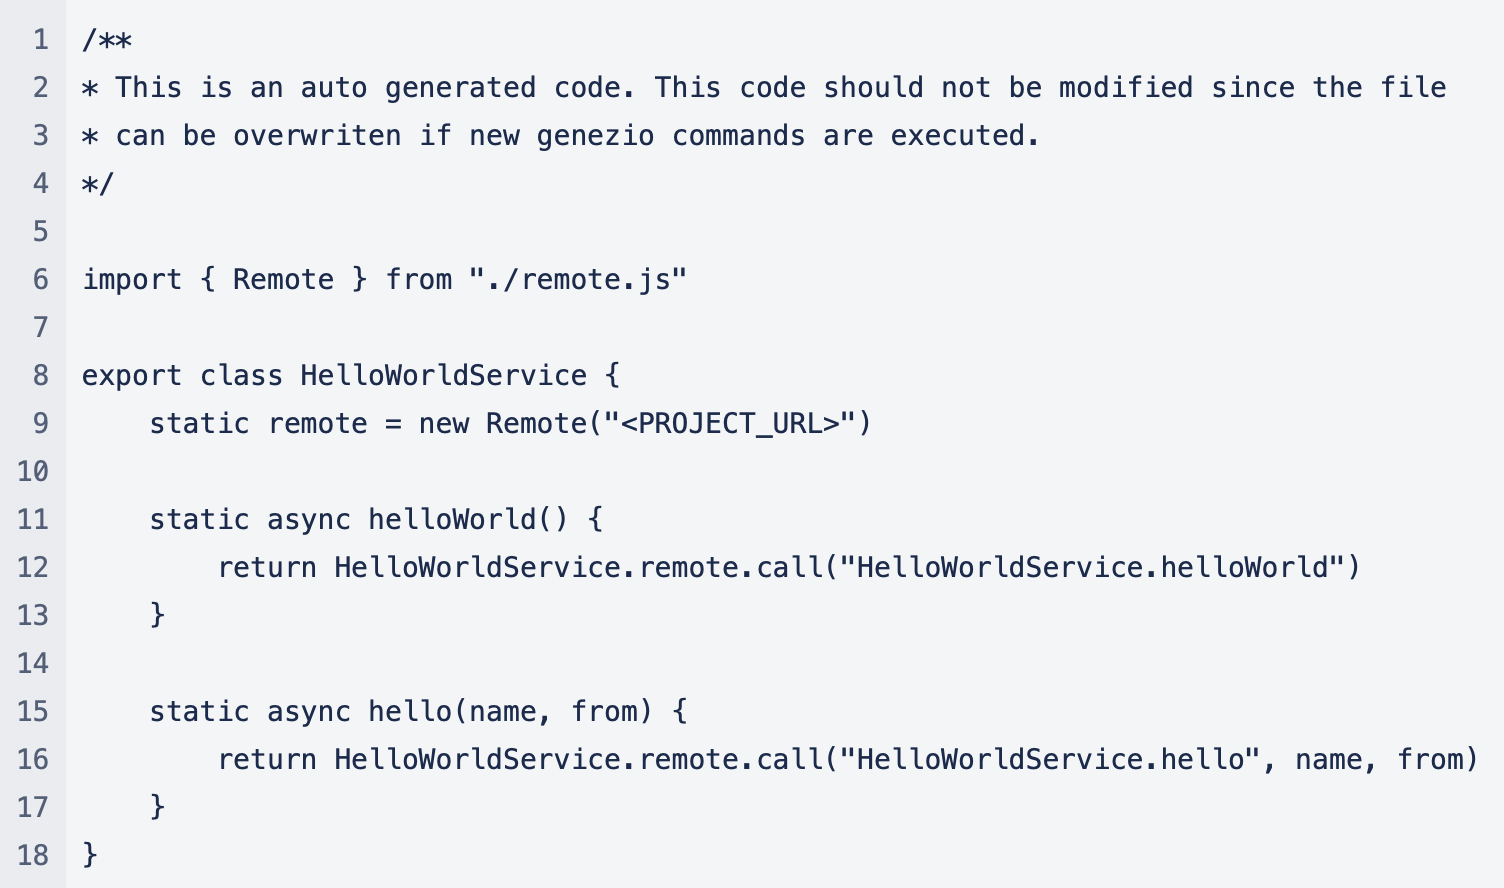 1 /**
2 * This is an auto generated code. This code should not be modified since the file
3 * can be overwriten if new genezio commands are executed.
4 */
5
6 import { Remote } from "./remote.js"
7
8 export class HelloWorldService {
9     static remote = new Remote("<PROJECT_URL>")
10
11     static async helloWorld() {
12         return HelloWorldService.remote.call("HelloWorldService.helloWorld")
13     }
14
15     static async hello(name, from) {
16         return HelloWorldService.remote.call("HelloWorldService.hello", name, from)
17     }
18 }